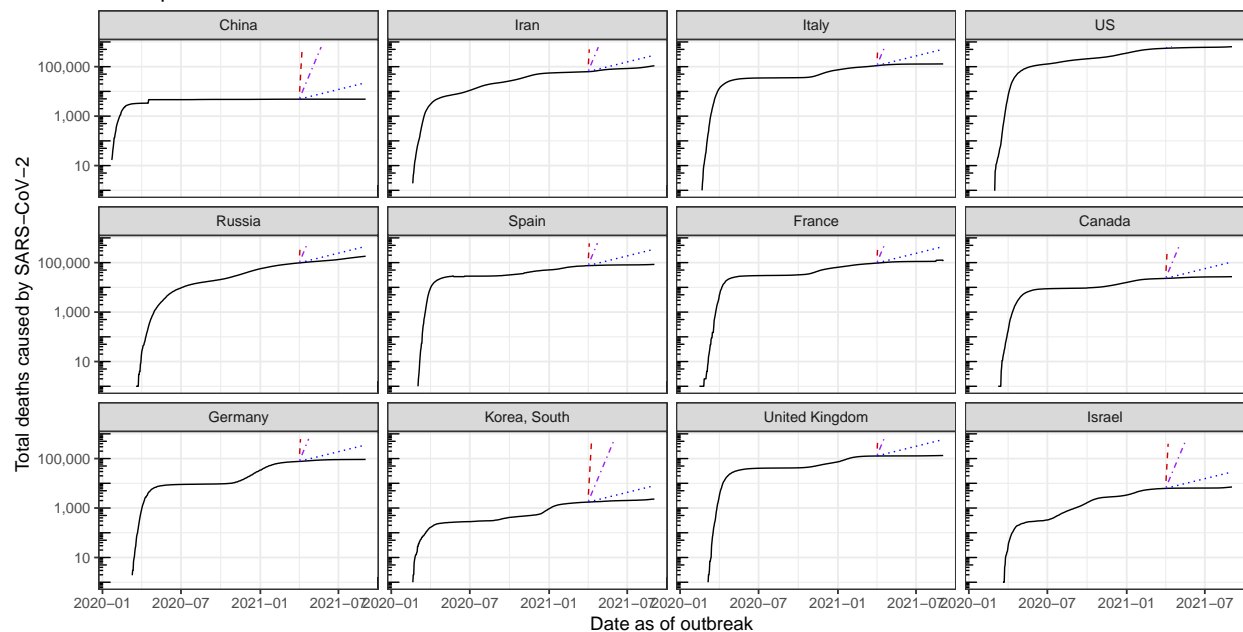 China Iran Italy US
100,000
1,000
10
Russia Spain France Canada
100,000
1,000
10
Germany Korea, South United Kingdom Israel
100,000
1,000
10
2020−01 2020−07 2021−01 2021−07 2020−01 2020−07 2021−01 2021−07 2020−01 2020−07 2021−01 2021−07 2020−01 2020−07 2021−01 2021−07
Date as of outbreak
Total deaths caused by SARS−CoV−2